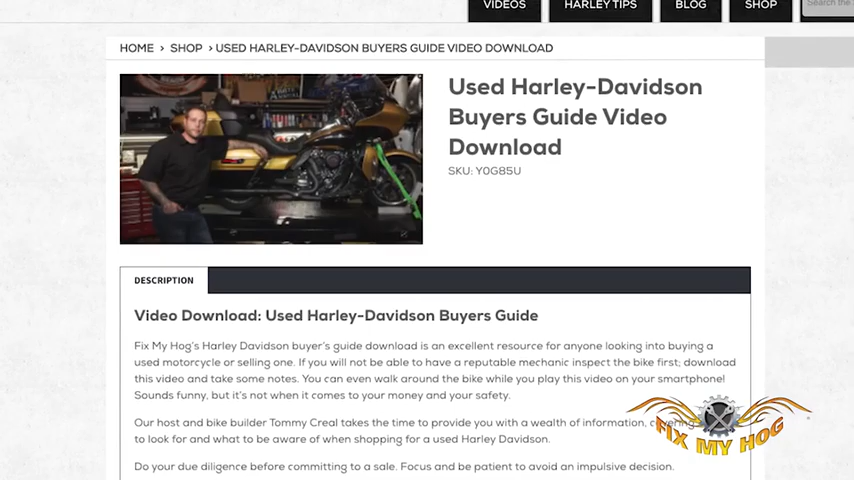 VIDEOS
HARLEY TIPS
BLOG
SHOP
Search the
HOME > SHOP > USED HARLEY-DAVIDSON BUYERS GUIDE VIDEO DOWNLOAD
Used Harley-Davidson
Buyers Guide Video
Download
SKU: Y0G85U
DESCRIPTION
Video Download: Used Harley-Davidson Buyers Guide
Fix My Hog's Harley Davidson buyer's guide download is an excellent resource for anyone looking into buying a
used motorcycle or selling one. If you will not be able to have a reputable mechanic inspect the bike first; download
this video and take some notes. You can even walk around the bike while you play this video on your smartphone!
Sounds funny, but it's not when it comes to your money and your safety.
Our host and bike builder Tommy Creal takes the time to provide you with a wealth of information, covering
to look for and what to be aware of when shopping for a used Harley Davidson.
Do your due diligence before committing to a sale. Focus and be patient to avoid an impulsive decision.
FIX MY HOG